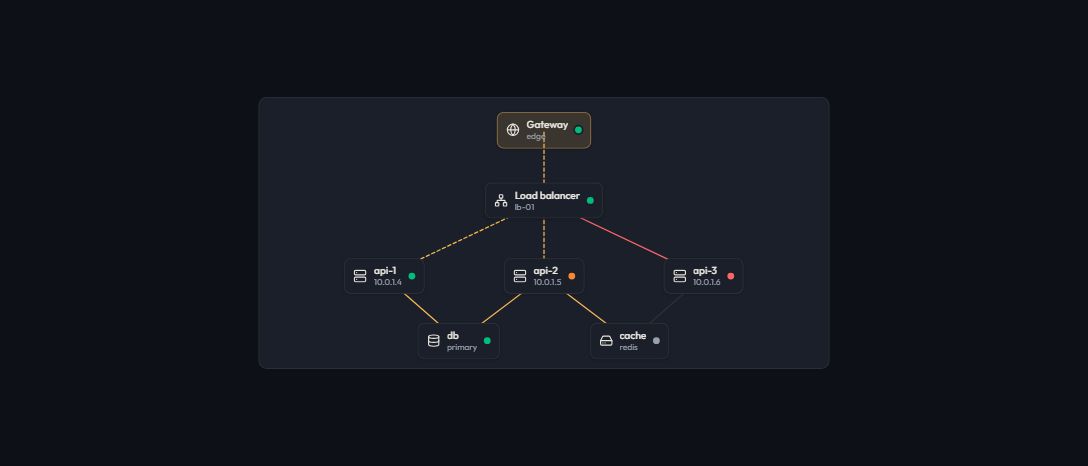 Gateway
edge
Load balancer
lb-01
api-1
10.0.1.4
api-2
10.0.1.5
api-3
10.0.1.6
db
primary
cache
redis